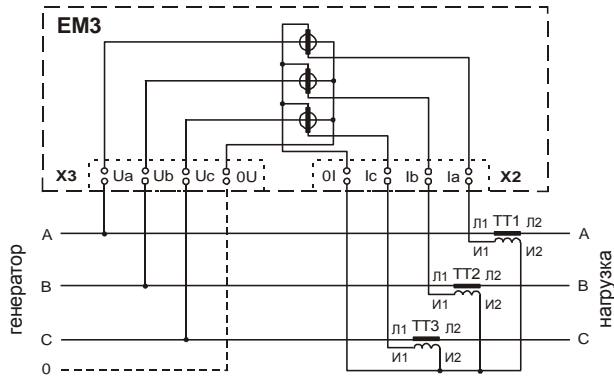 EM3
X3 Ua Ub Uc 0U 0I Ic Ib Ia X2
A Л1 ТТ1 Л2 A
И1 И2
B Л1 ТТ2 Л2 B
И1 И2
C Л1 ТТ3 Л2 C
И1 И2
0
генератор
нагрузка